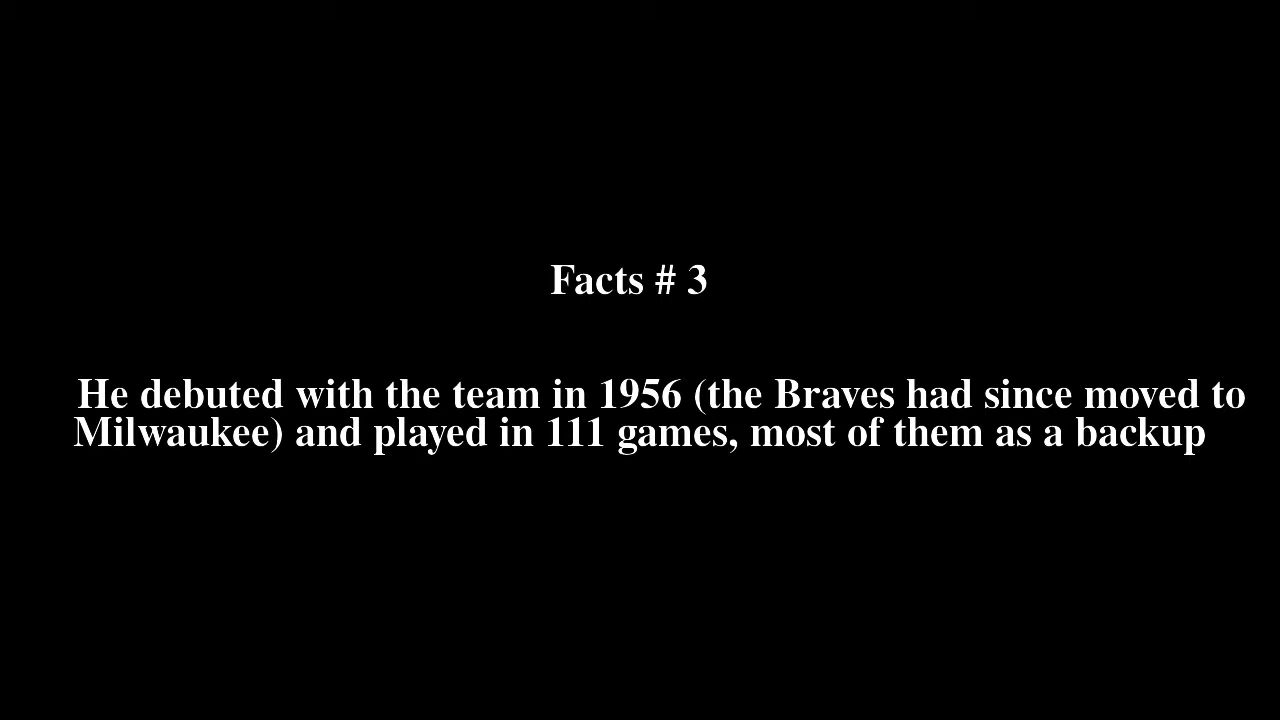 Facts # 3
He debuted with the team in 1956 (the Braves had since moved to
Milwaukee) and played in 111 games, most of them as a backup